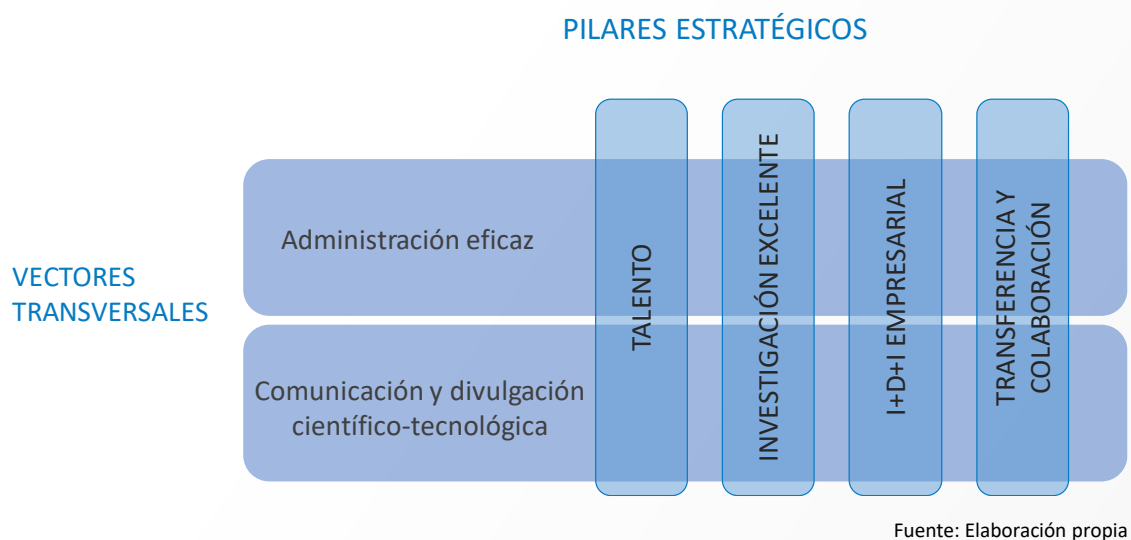 PILARES ESTRATÉGICOS
VECTORES
TRANSVERSALES
Administración eficaz
Comunicación y divulgación
científico-tecnológica
TALENTO
INVESTIGACIÓN EXCELENTE
I+D+I EMPRESARIAL
TRANSFERENCIA Y
COLABORACIÓN
Fuente: Elaboración propia